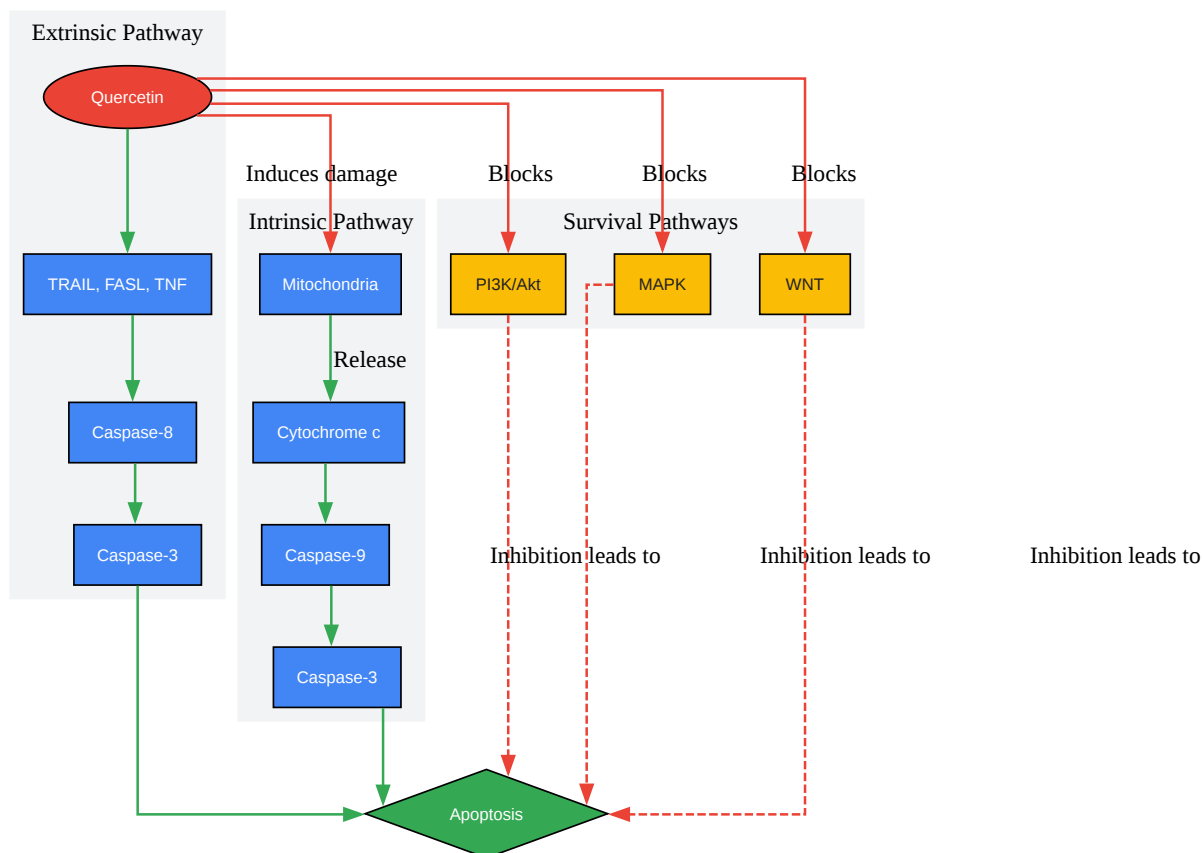 Extrinsic Pathway
Quercetin
Induces damage
Blocks
Blocks
Blocks
Intrinsic Pathway
Survival Pathways
TRAIL, FASL, TNF
Mitochondria
PI3K/Akt
MAPK
WNT
Release
Caspase-8
Cytochrome c
Caspase-3
Caspase-9
Inhibition leads to
Inhibition leads to
Inhibition leads to
Caspase-3
Apoptosis